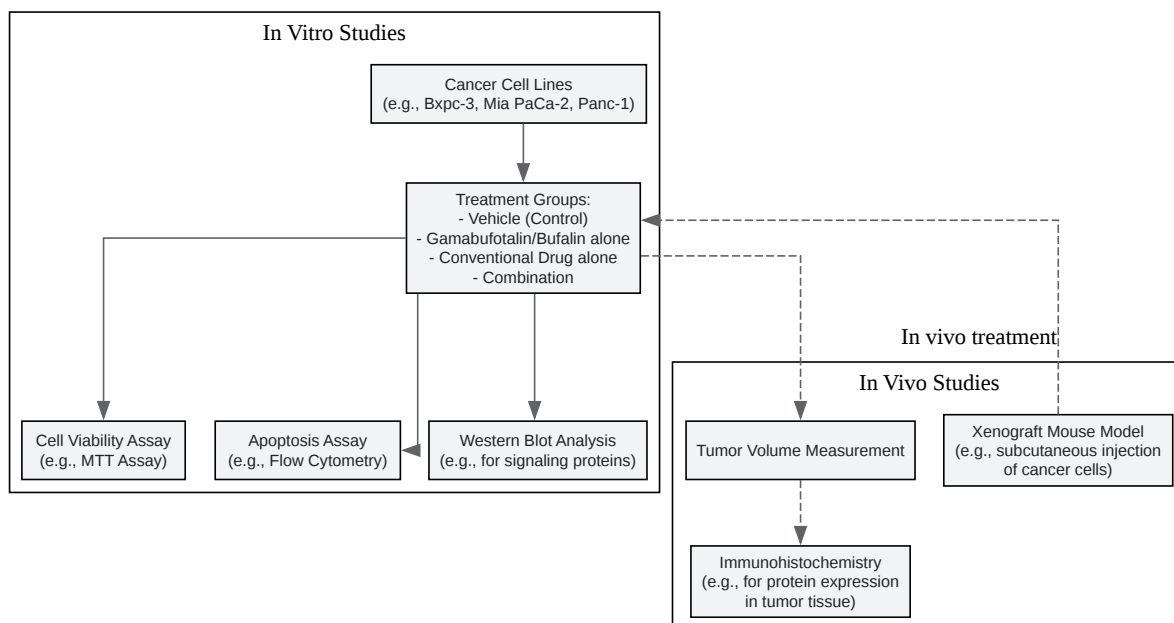 In Vitro Studies
Cancer Cell Lines
(e.g., Bxpc-3, Mia PaCa-2, Panc-1)
Treatment Groups:
- Vehicle (Control)
- Gamabufotalin/Bufalin alone
- Conventional Drug alone
- Combination
Cell Viability Assay
(e.g., MTT Assay)
Apoptosis Assay
(e.g., Flow Cytometry)
Western Blot Analysis
(e.g., for signaling proteins)
In vivo treatment
In Vivo Studies
Tumor Volume Measurement
Xenograft Mouse Model
(e.g., subcutaneous injection
of cancer cells)
Immunohistochemistry
(e.g., for protein expression
in tumor tissue)